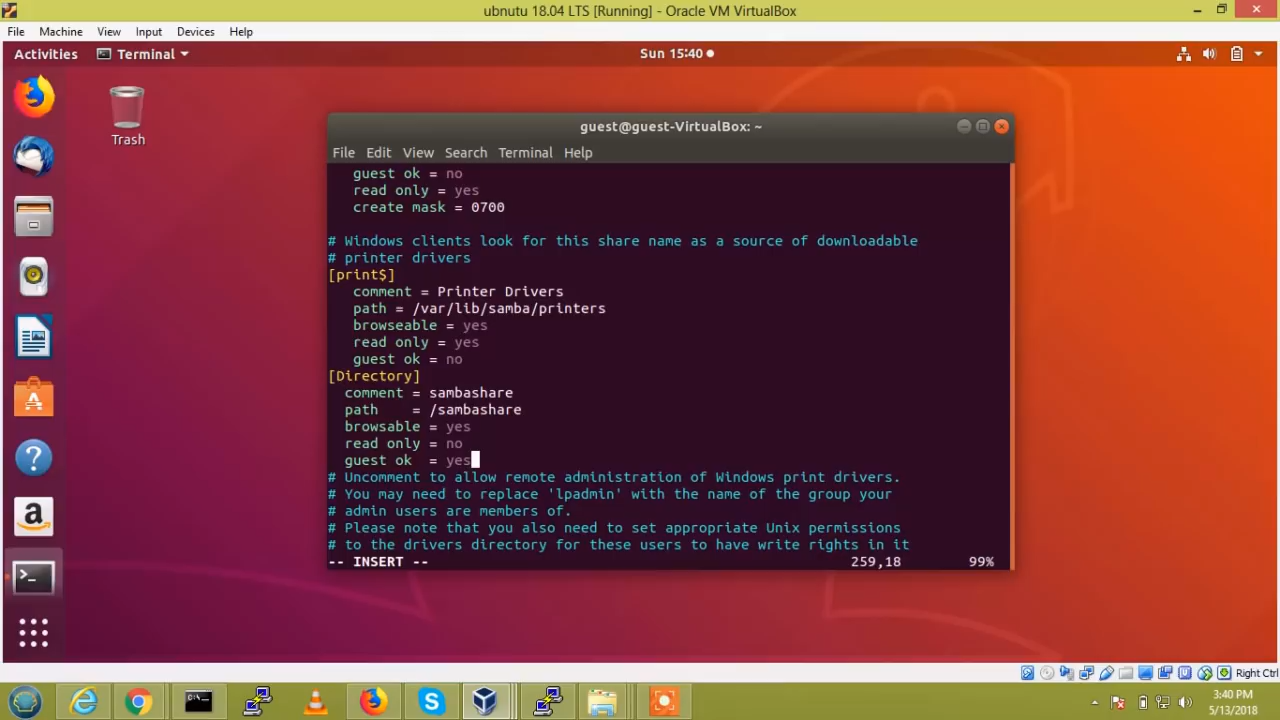 ubnutu 18.04 LTS [Running] - Oracle VM VirtualBox
File Machine View Input Devices Help
Activities Terminal Sun 15:40
Trash
guest@guest-VirtualBox: ~
File Edit View Search Terminal Help
guest ok = no
read only = yes
create mask = 0700
# Windows clients look for this share name as a source of downloadable
# printer drivers
[print$]
comment = Printer Drivers
path = /var/lib/samba/printers
browseable = yes
read only = yes
guest ok = no
[Directory]
comment = sambashare
path = /sambashare
browsable = yes
read only = no
guest ok = yes
# Uncomment to allow remote administration of Windows print drivers.
# You may need to replace 'lpadmin' with the name of the group your
# admin users are members of.
# Please note that you also need to set appropriate Unix permissions
# to the drivers directory for these users to have write rights in it
-- INSERT -- 259,18 99%
Right Ctrl
3:40 PM
5/13/2018